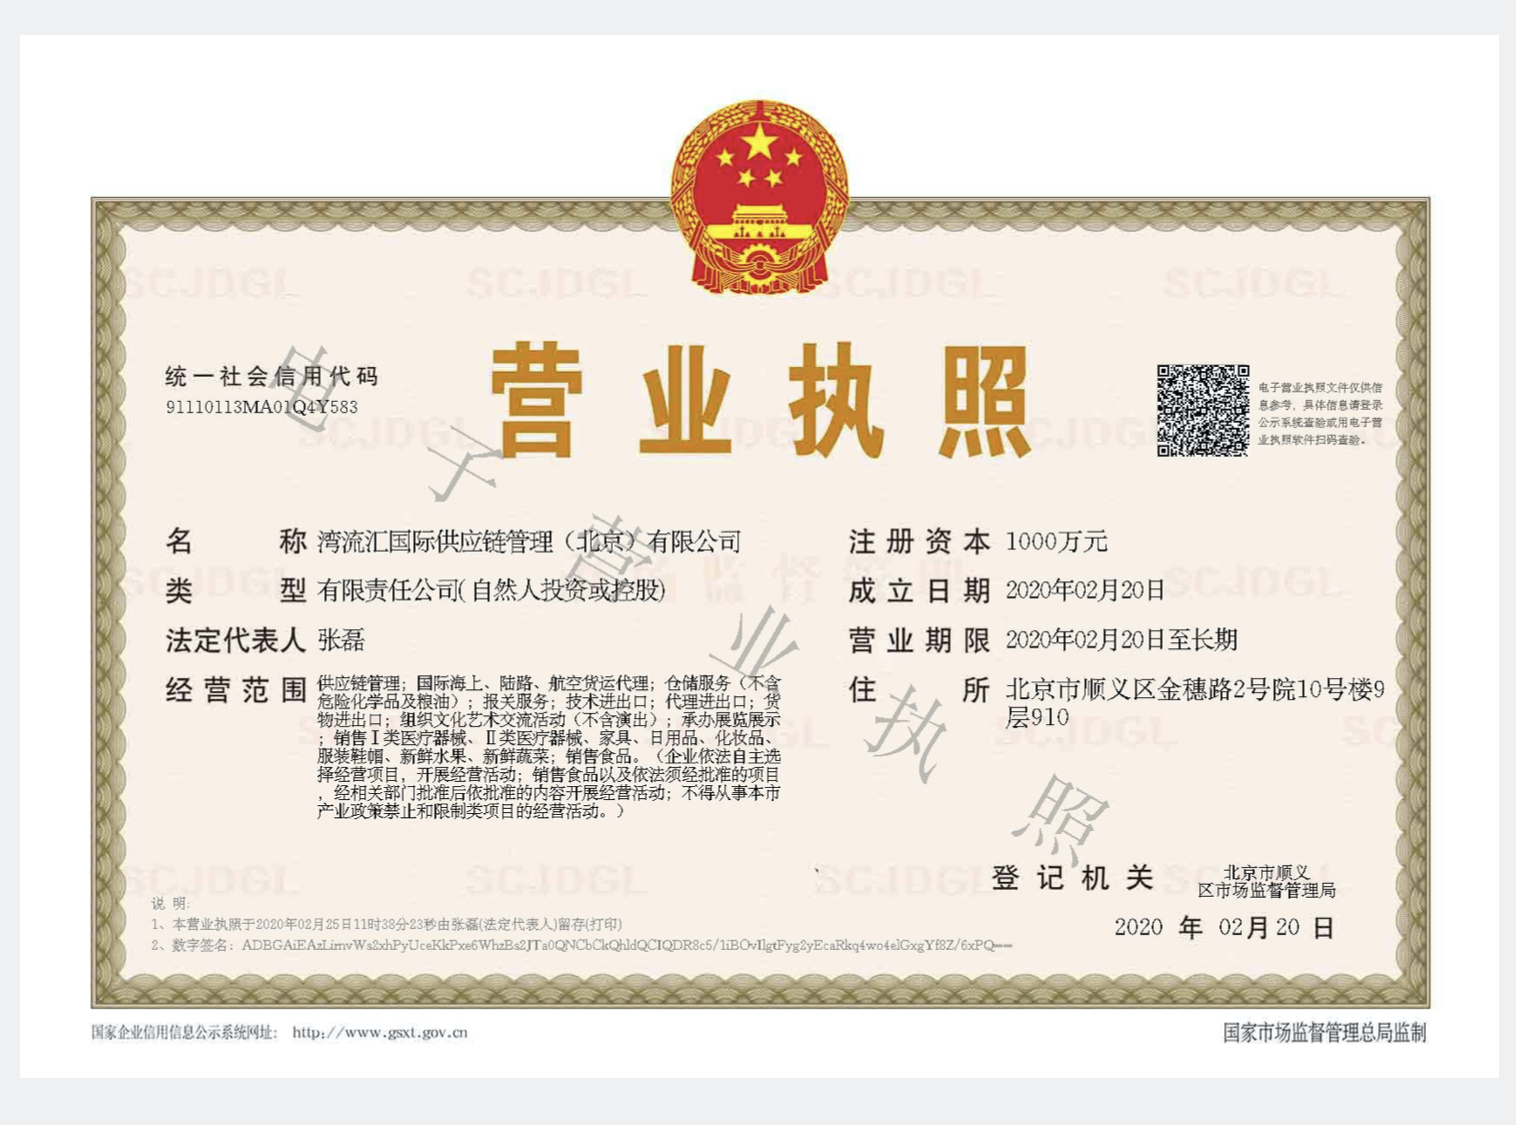 营业执照
统一社会信用代码
91110113MA01Q4Y583
电子营业执照文件仅供信
息参考，具体信息请登录
公示系统查验或用电子营
业执照软件扫码查验。
名称 湾流汇国际供应链管理（北京）有限公司
类型 有限责任公司(自然人投资或控股)
法定代表人 张磊
经营范围 供应链管理；国际海上、陆路、航空货运代理；仓储服务（不含
危险化学品及粮油）；报关服务；技术进出口；代理进出口；货
物进出口；组织文化艺术交流活动（不含演出）；承办展览展示
；销售Ⅰ类医疗器械、Ⅱ类医疗器械、家具、日用品、化妆品、
服装鞋帽、新鲜水果、新鲜蔬菜；销售食品。（企业依法自主选
择经营项目，开展经营活动；销售食品以及依法须经批准的项目
，经相关部门批准后依批准的内容开展经营活动；不得从事本市
产业政策禁止和限制类项目的经营活动。）
注册资本 1000万元
成立日期 2020年02月20日
营业期限 2020年02月20日至长期
住所 北京市顺义区金穗路2号院10号楼9
层910
电子营业执照
登记机关 北京市顺义
区市场监督管理局
2020 年 02月20 日
说 明:
1、本营业执照于2020年02月25日11时38分23秒由张磊(法定代表人)留存(打印)
2、数字签名：
国家企业信用信息公示系统网址: http://www.gsxt.gov.cn
国家市场监督管理总局监制